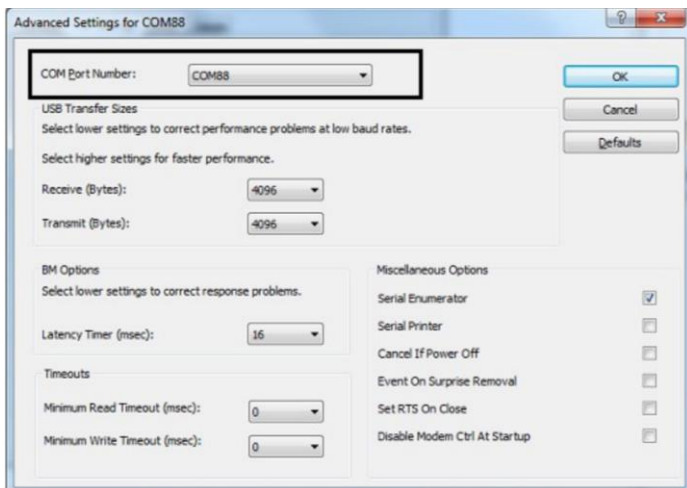 Advanced Settings for COM88
COM Port Number: COM88
OK
USB Transfer Sizes
Cancel
Select lower settings to correct performance problems at low baud rates.
Defaults
Select higher settings for faster performance.
Receive (Bytes): 4096
Transmit (Bytes): 4096
BM Options
Select lower settings to correct response problems.
Latency Timer (msec): 16
Timeouts
Minimum Read Timeout (msec): 0
Minimum Write Timeout (msec): 0
Miscellaneous Options
Serial Enumerator
Serial Printer
Cancel If Power Off
Event On Surprise Removal
Set RTS On Close
Disable Modem Ctrl At Startup